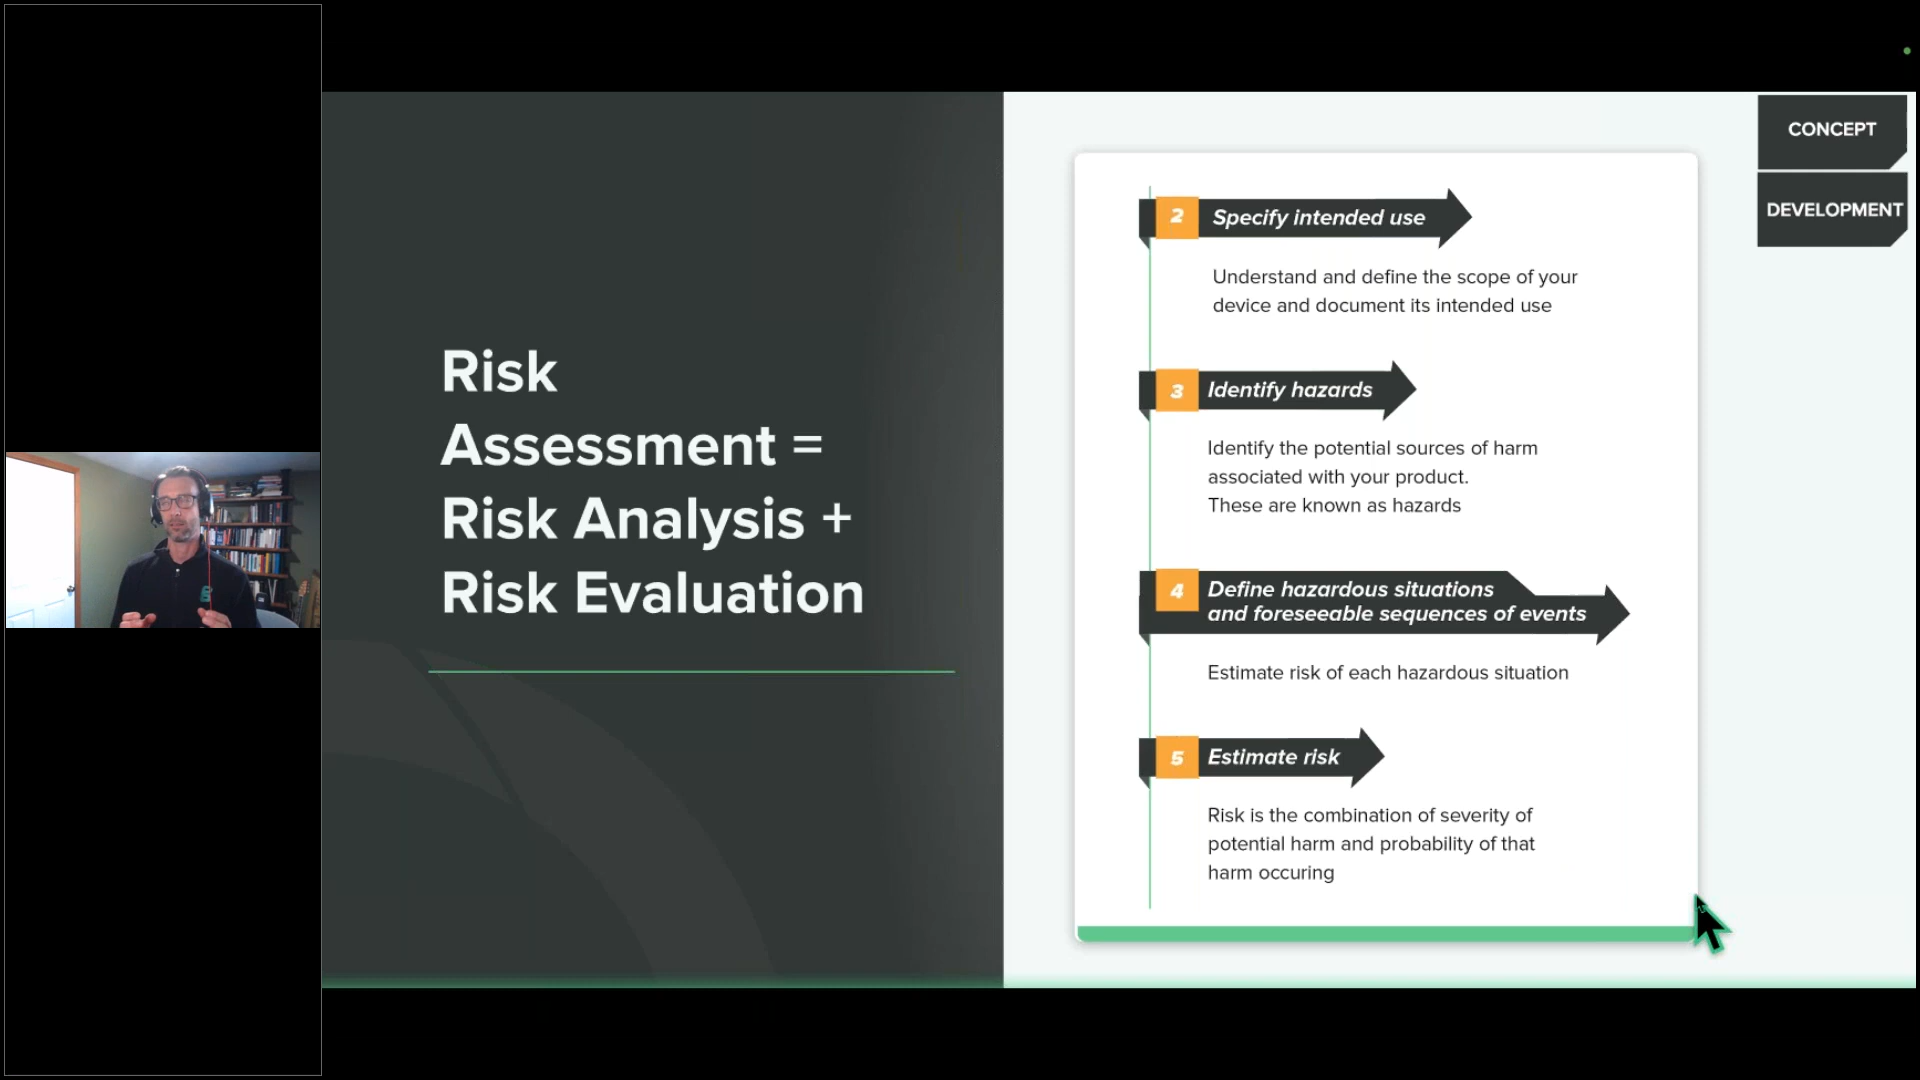 Risk
Assessment =
Risk Analysis +
Risk Evaluation
CONCEPT
DEVELOPMENT
2 Specify intended use
Understand and define the scope of your
device and document its intended use
3 Identify hazards
Identify the potential sources of harm
associated with your product.
These are known as hazards
4 Define hazardous situations
and foreseeable sequences of events
Estimate risk of each hazardous situation
5 Estimate risk
Risk is the combination of severity of
potential harm and probability of that
harm occuring